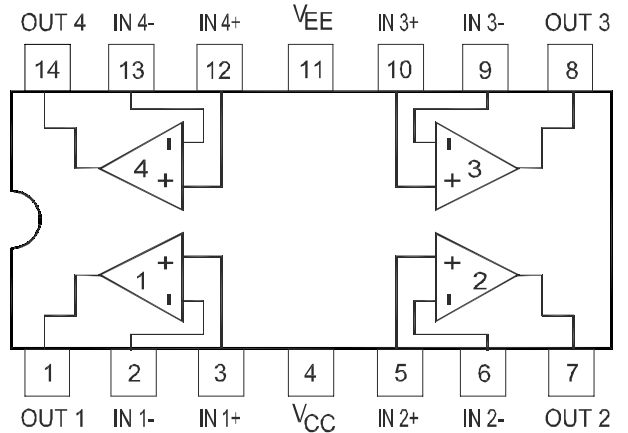 OUT 4 IN 4- IN 4+ VEE IN 3+ IN 3- OUT 3
14 13 12 11 10 9 8
- -
4 3
+ +
+ +
1 2
- -
1 2 3 4 5 6 7
OUT 1 IN 1- IN 1+ VCC IN 2+ IN 2- OUT 2